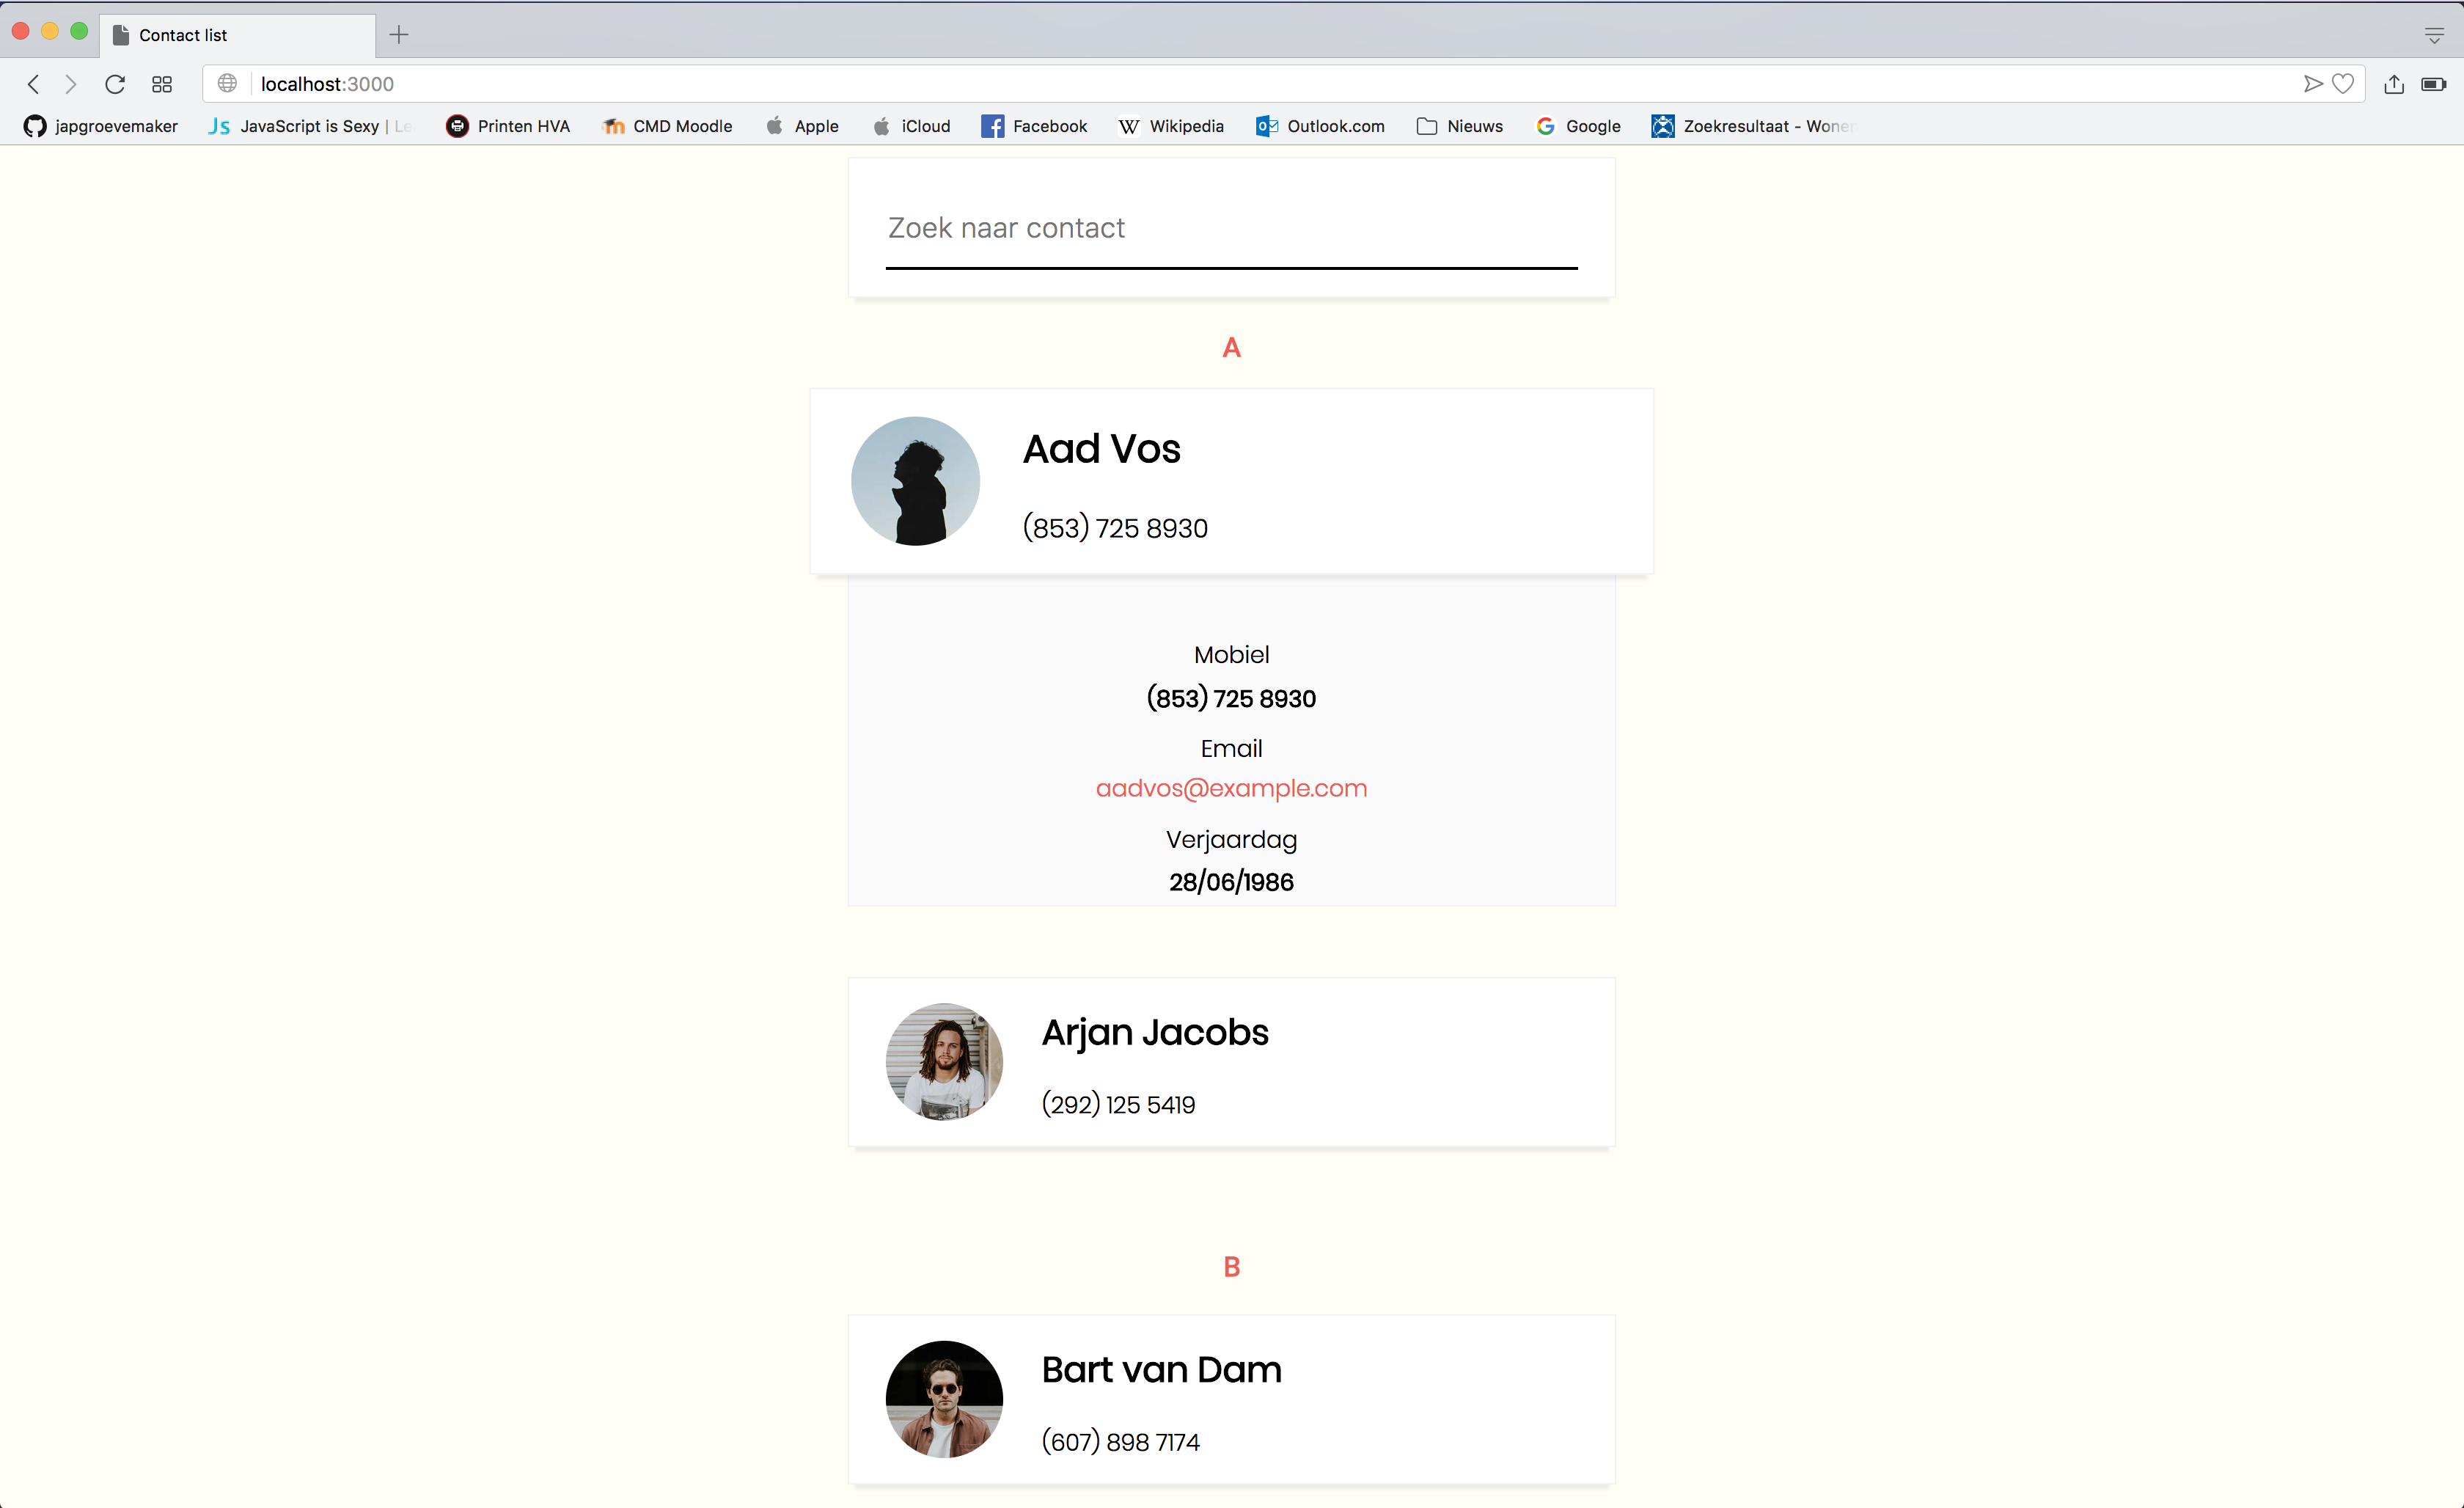 Contact list
localhost:3000
japgroevemaker JavaScript is Sexy | Le Printen HVA CMD Moodle Apple iCloud Facebook Wikipedia Outlook.com Nieuws Google Zoekresultaat - Wonen
Zoek naar contact
A
Aad Vos
(853) 725 8930
Mobiel
(853) 725 8930
Email
aadvos@example.com
Verjaardag
28/06/1986
Arjan Jacobs
(292) 125 5419
B
Bart van Dam
(607) 898 7174